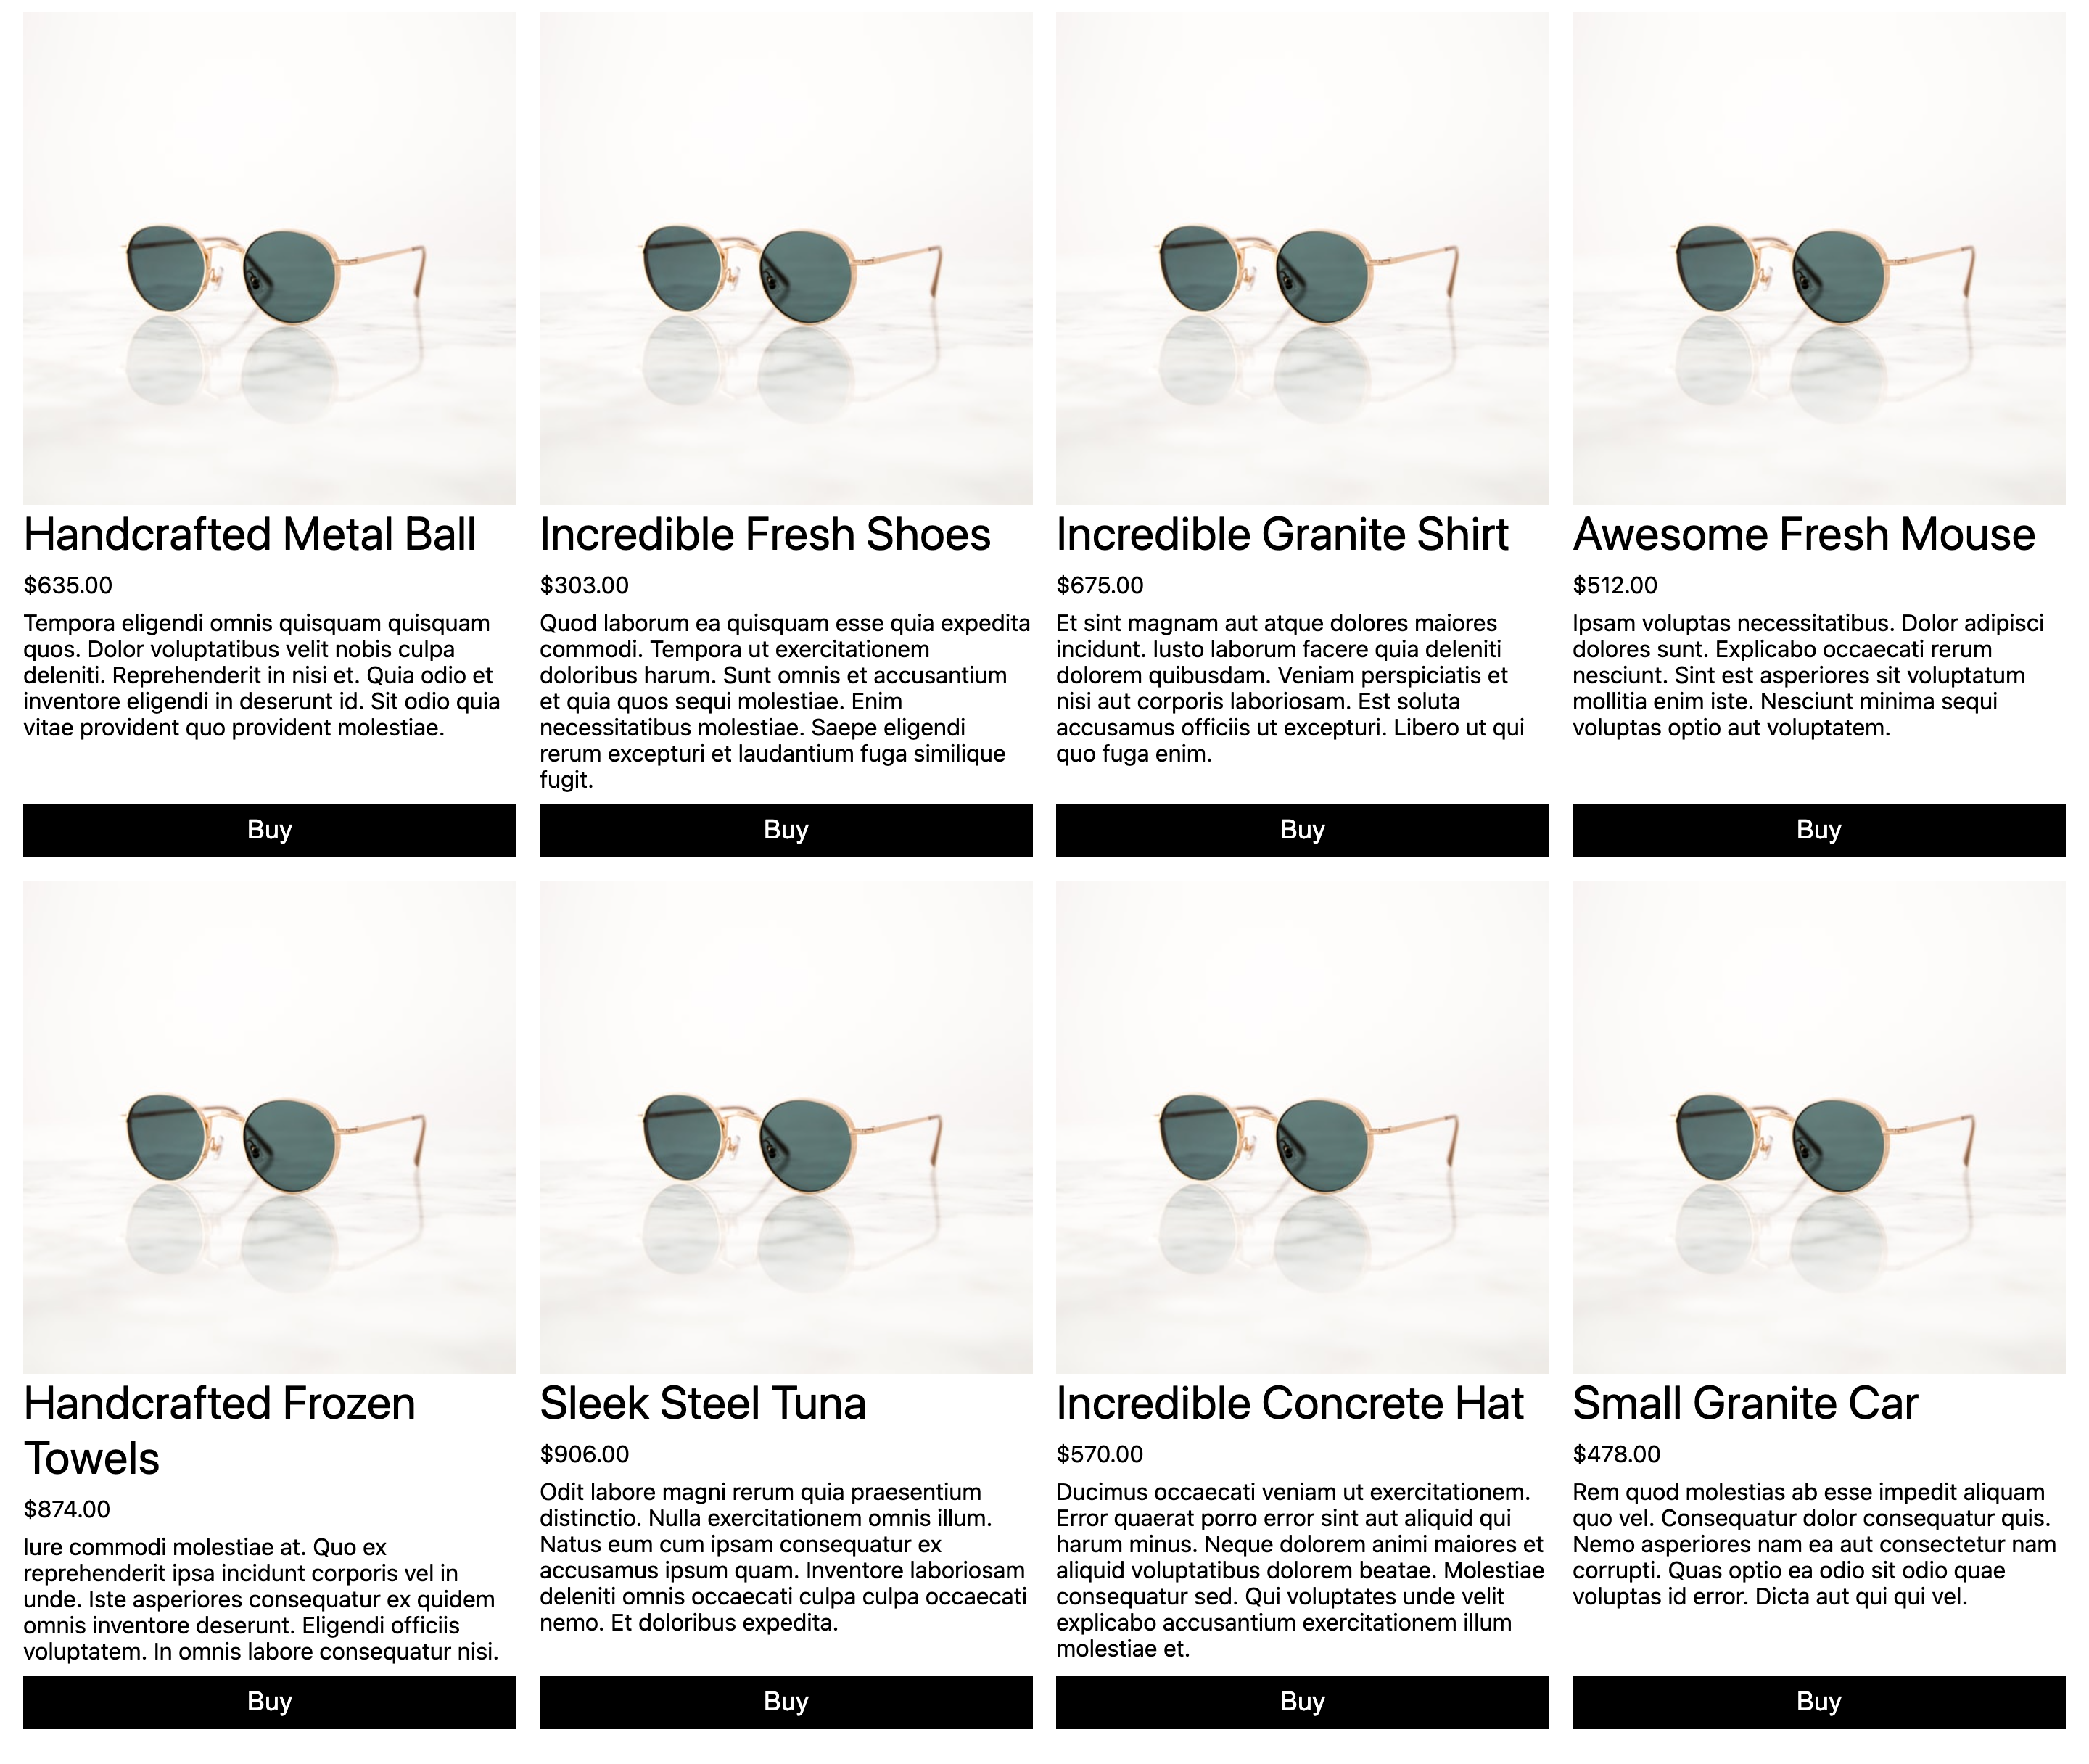 Handcrafted Metal Ball
$635.00
Tempora eligendi omnis quisquam quisquam
quos. Dolor voluptatibus velit nobis culpa
deleniti. Reprehenderit in nisi et. Quia odio et
inventore eligendi in deserunt id. Sit odio quia
vitae provident quo provident molestiae.
Buy
Incredible Fresh Shoes
$303.00
Quod laborum ea quisquam esse quia expedita
commodi. Tempora ut exercitationem
doloribus harum. Sunt omnis et accusantium
et quia quos sequi molestiae. Enim
necessitatibus molestiae. Saepe eligendi
rerum excepturi et laudantium fuga similique
fugit.
Buy
Incredible Granite Shirt
$675.00
Et sint magnam aut atque dolores maiores
incidunt. Iusto laborum facere quia deleniti
dolorem quibusdam. Veniam perspiciatis et
nisi aut corporis laboriosam. Est soluta
accusamus officiis ut excepturi. Libero ut qui
quo fuga enim.
Buy
Awesome Fresh Mouse
$512.00
Ipsam voluptas necessitatibus. Dolor adipisci
dolores sunt. Explicabo occaecati rerum
nesciunt. Sint est asperiores sit voluptatum
mollitia enim iste. Nesciunt minima sequi
voluptas optio aut voluptatem.
Buy
Handcrafted Frozen
Towels
$874.00
Iure commodi molestiae at. Quo ex
reprehenderit ipsa incidunt corporis vel in
unde. Iste asperiores consequatur ex quidem
omnis inventore deserunt. Eligendi officiis
voluptatem. In omnis labore consequatur nisi.
Buy
Sleek Steel Tuna
$906.00
Odit labore magni rerum quia praesentium
distinctio. Nulla exercitationem omnis illum.
Natus eum cum ipsam consequatur ex
accusamus ipsum quam. Inventore laboriosam
deleniti omnis occaecati culpa culpa occaecati
nemo. Et doloribus expedita.
Buy
Incredible Concrete Hat
$570.00
Ducimus occaecati veniam ut exercitationem.
Error quaerat porro error sint aut aliquid qui
harum minus. Neque dolorem animi maiores et
aliquid voluptatibus dolorem beatae. Molestiae
consequatur sed. Qui voluptates unde velit
explicabo accusantium exercitationem illum
molestiae et.
Buy
Small Granite Car
$478.00
Rem quod molestias ab esse impedit aliquam
quo vel. Consequatur dolor consequatur quis.
Nemo asperiores nam ea aut consectetur nam
corrupti. Quas optio ea odio sit odio quae
voluptas id error. Dicta aut qui qui vel.
Buy